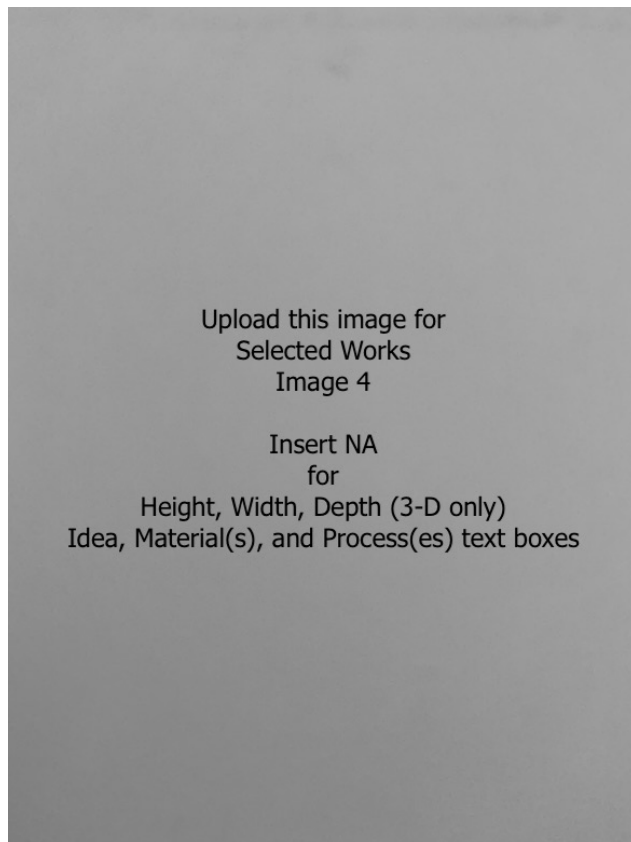 Upload this image for
Selected Works
Image 4
Insert NA
for
Height, Width, Depth (3-D only)
Idea, Material(s), and Process(es) text boxes